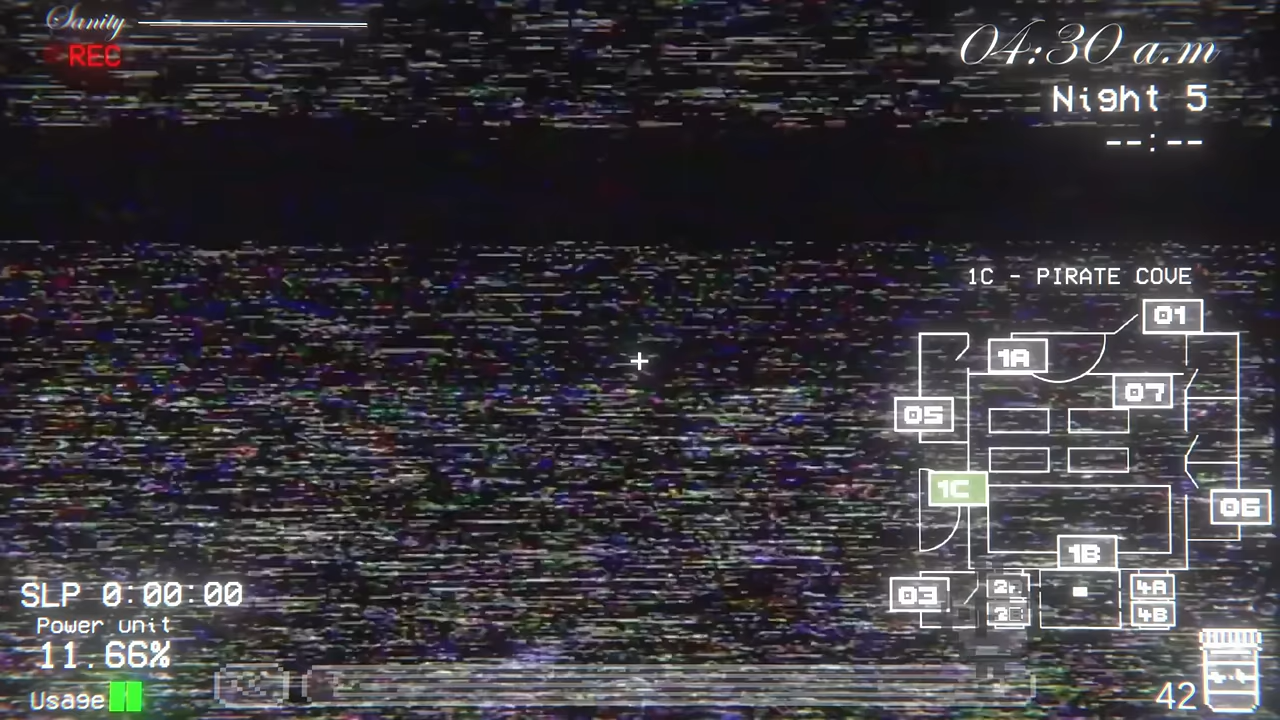 Sanity
REC
04:30 a.m
Night 5
--:--
1C - PIRATE COVE
01
1A
07
05
1C
06
1B
03
4A
4B
SLP 0:00:00
Power unit
11.66%
Usage
42